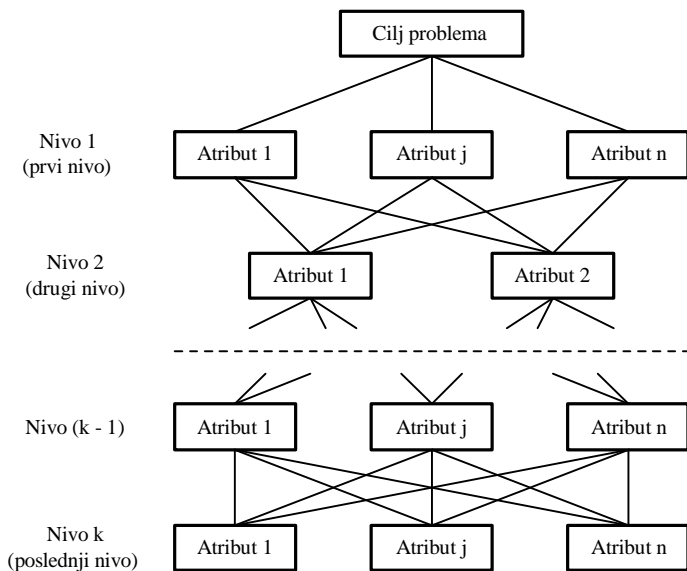 Cilj problema
Nivo 1
(prvi nivo)
Atribut 1
Atribut j
Atribut n
Nivo 2
(drugi nivo)
Atribut 1
Atribut 2
Nivo (k - 1)
Atribut 1
Atribut j
Atribut n
Nivo k
(poslednji nivo)
Atribut 1
Atribut j
Atribut n